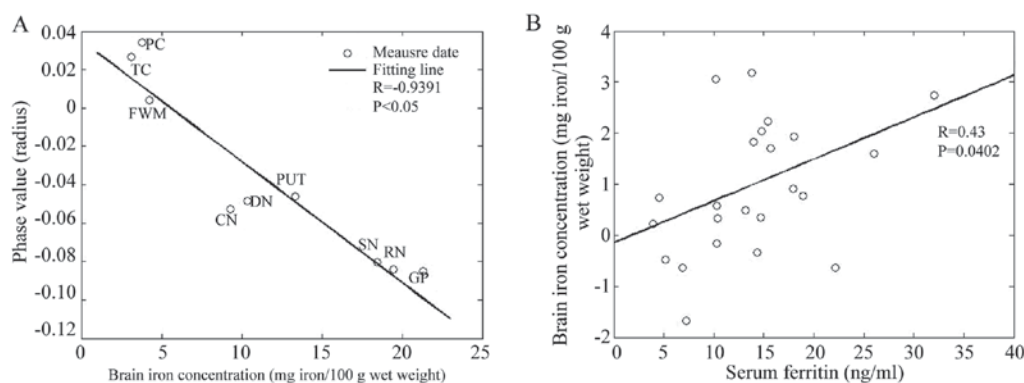 A
Phase value (radius)
0.04
0.02
0
-0.02
-0.04
-0.06
-0.08
-0.10
-0.12
PC
TC
FWM
CN
DN
PUT
SN
RN
GP
Meausre date
Fitting line
R=-0.9391
P<0.05
0 5 10 15 20 25
Brain iron concentration (mg iron/100 g wet weight)
B
Brain iron concentration (mg iron/100 g
wet weight)
4
3
2
1
0
-1
-2
R=0.43
P=0.0402
0 5 10 15 20 25 30 35 40
Serum ferritin (ng/ml)